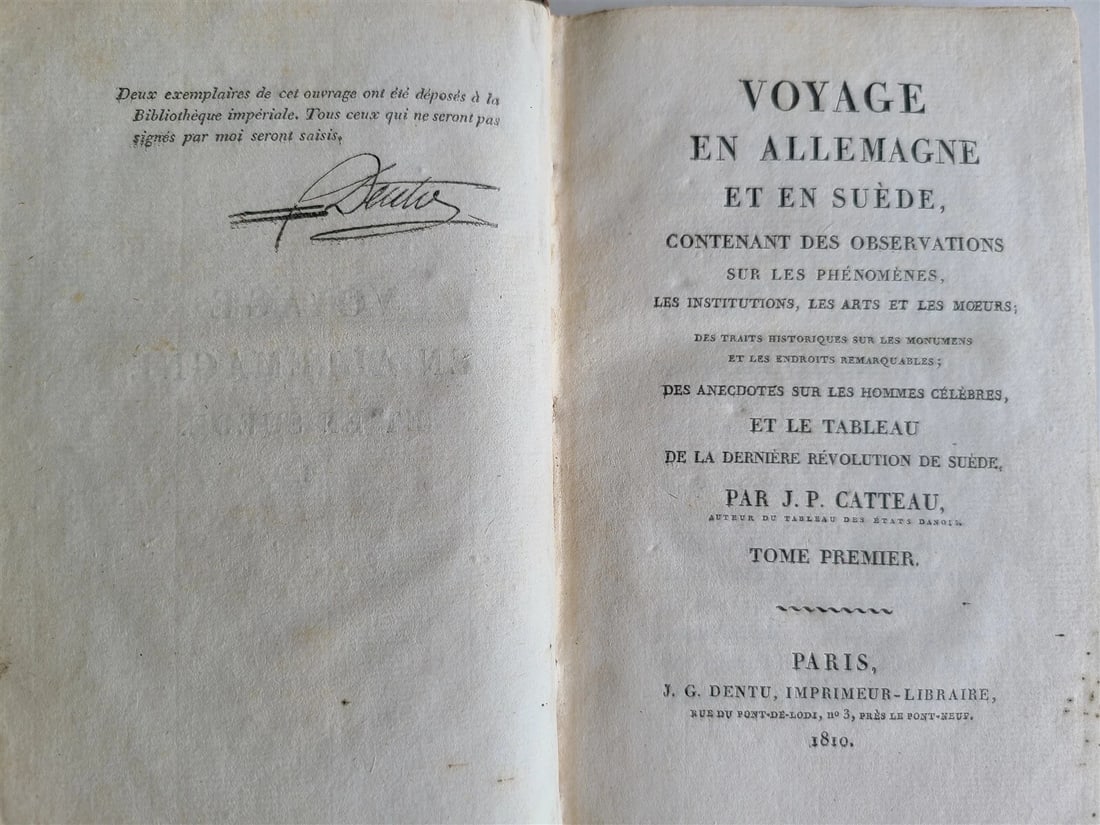 Deux exemplaires de cet ouvrage ont été déposés à la
Bibliothèque impériale. Tous ceux qui ne seront pas
signés par moi seront saisis.
Dentu
VOYAGE
EN ALLEMAGNE
ET EN SUÈDE,
CONTENANT DES OBSERVATIONS
SUR LES PHÉNOMÈNES,
LES INSTITUTIONS, LES ARTS ET LES MŒURS;
DES TRAITS HISTORIQUES SUR LES MONUMENS
ET LES ENDROITS REMARQUABLES;
DES ANECDOTES SUR LES HOMMES CÉLÈBRES,
ET LE TABLEAU
DE LA DERNIÈRE RÉVOLUTION DE SUÈDE,
PAR J. P. CATTEAU,
AUTEUR DU TABLEAU DES ÉTATS DANOIS.
TOME PREMIER.
PARIS,
J. G. DENTU, IMPRIMEUR-LIBRAIRE,
RUE DU PONT-DE-LODI, nº 3, PRÈS LE PONT-NEUF.
1810.